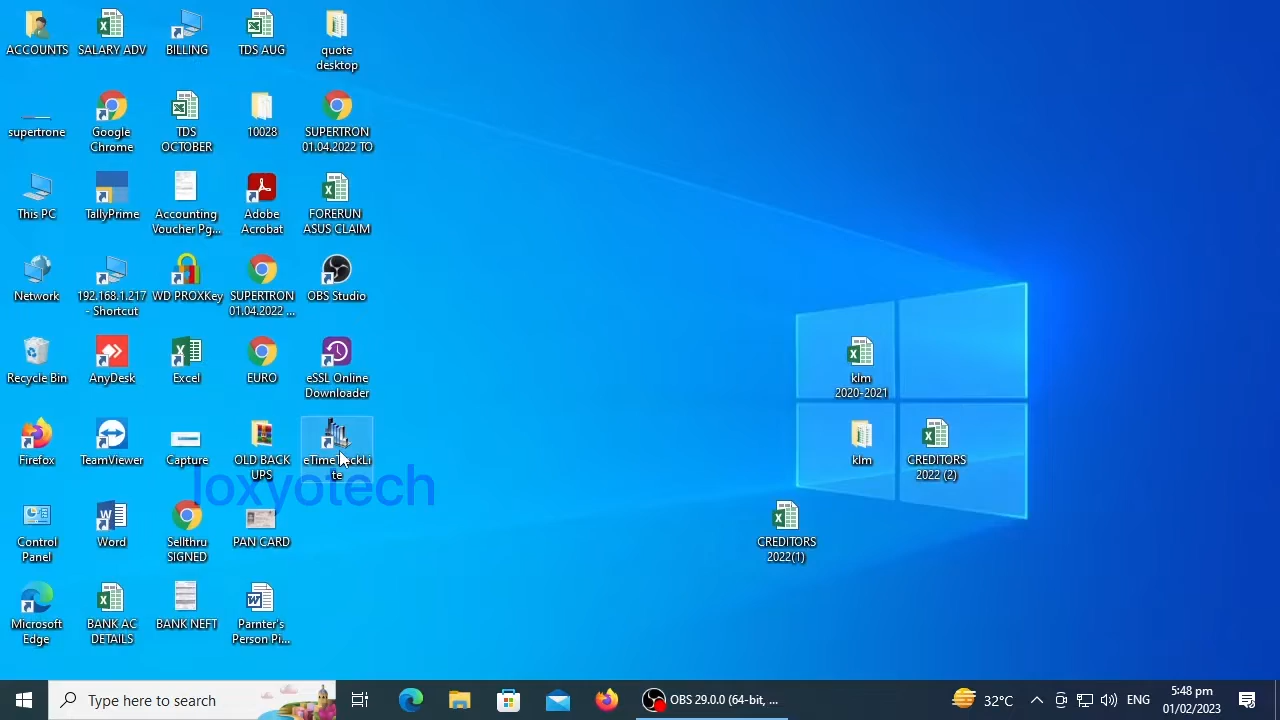 ACCOUNTS
SALARY ADV
BILLING
TDS AUG
quote
desktop
supertrone
Google
Chrome
TDS
OCTOBER
10028
SUPERTRON
01.04.2022 TO
This PC
TallyPrime
Accounting
Voucher Pg...
Adobe
Acrobat
FORERUN
ASUS CLAIM
Network
192.168.1.217
- Shortcut
WD PROXKey
SUPERTRON
01.04.2022 ...
OBS Studio
Recycle Bin
AnyDesk
Excel
EURO
eSSL Online
Downloader
Firefox
TeamViewer
Capture
OLD BACK
UPS
eTimeTrackLi
te
loxyotech
Control
Panel
Word
Sellthru
SIGNED
PAN CARD
Microsoft
Edge
BANK AC
DETAILS
BANK NEFT
Parnter's
Person Pi...
klm
2020-2021
klm
CREDITORS
2022 (2)
CREDITORS
2022(1)
Type here to search
OBS 29.0.0 (64-bit, ...
32°C
ENG
5:48 pm
01/02/2023